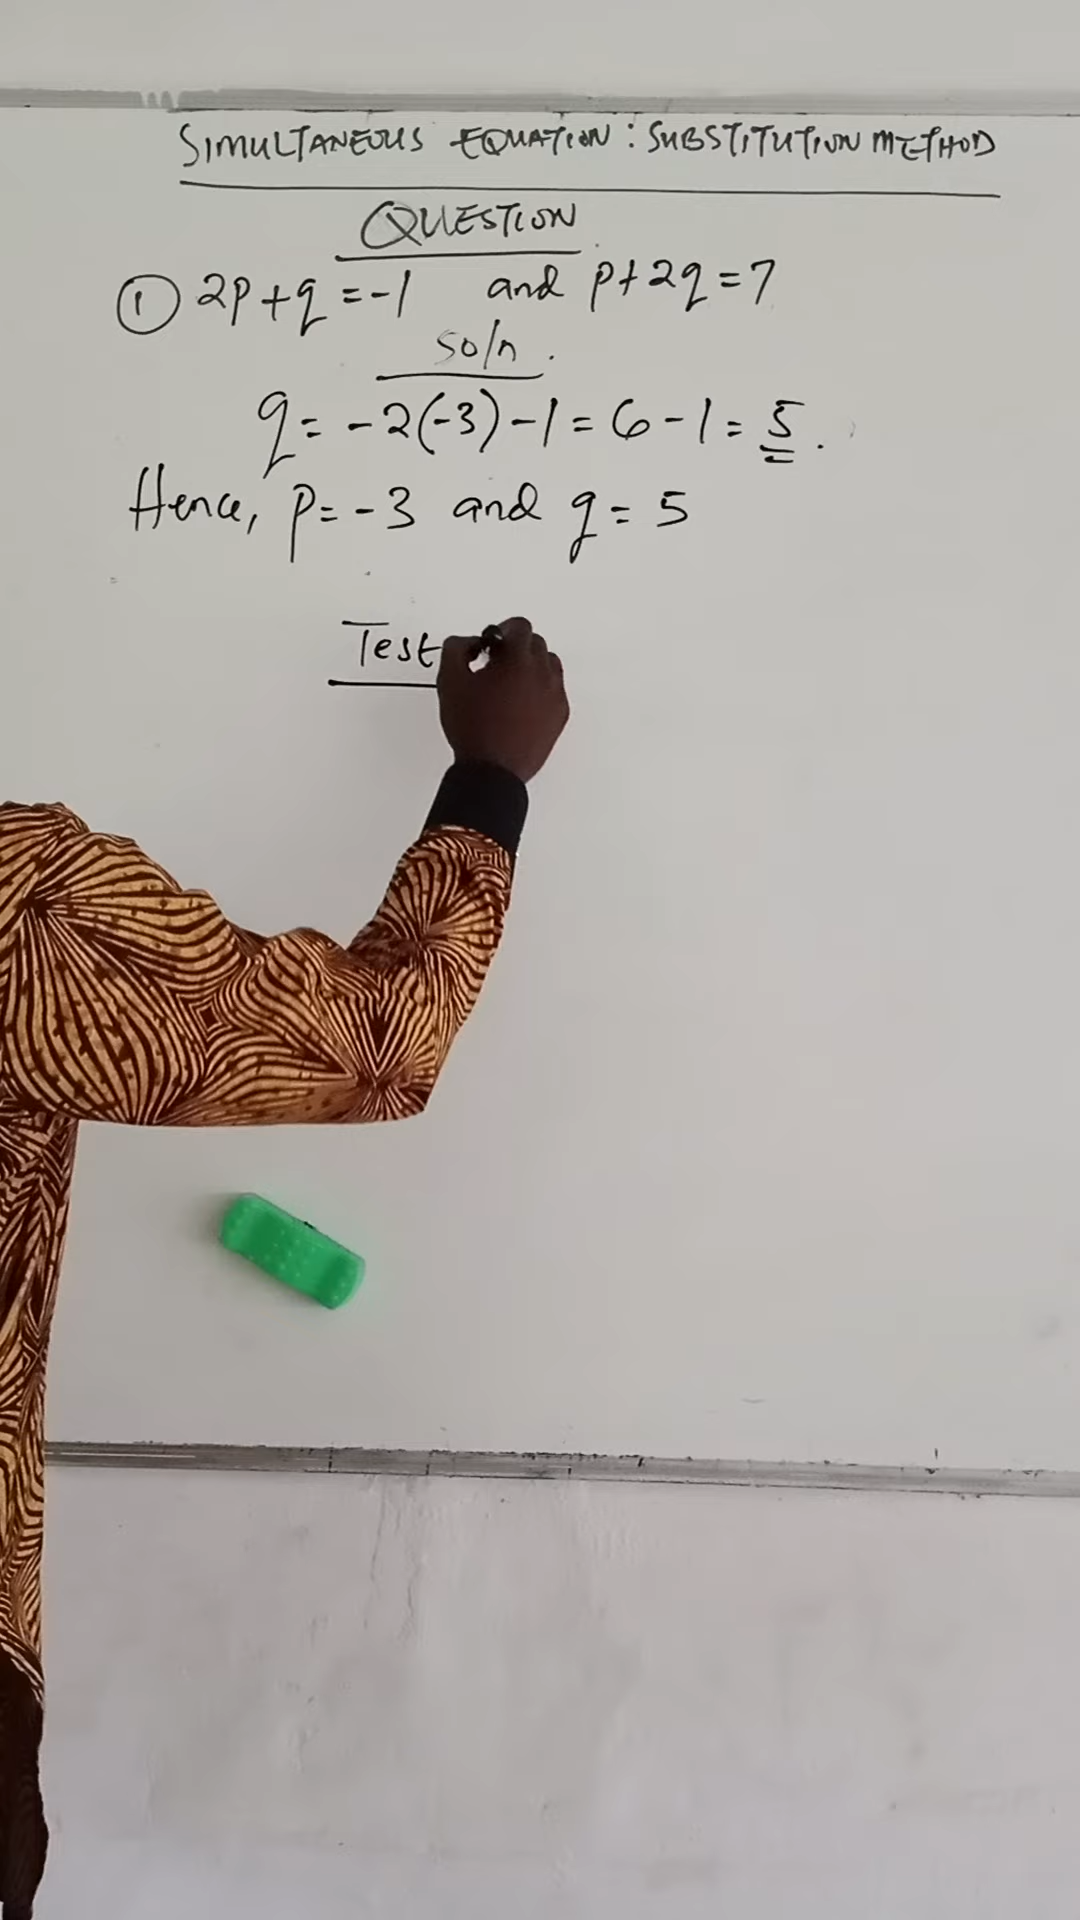 SIMULTANEOUS EQUATION: SUBSTITUTION METHOD
QUESTION
① 2p+q=-1 and p+2q=7
soln.
q=-2(-3)-1=6-1=5.
Hence, p=-3 and q=5
Test